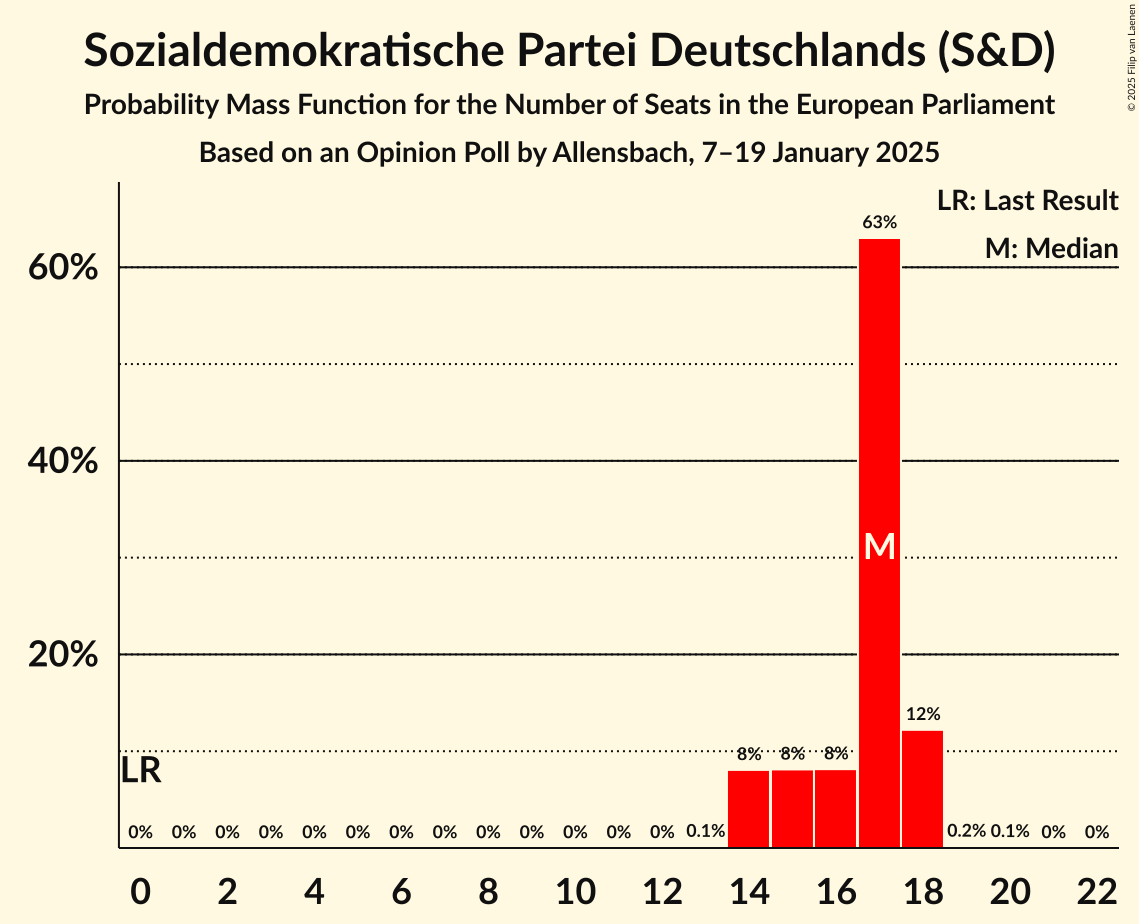 Sozialdemokratische Partei Deutschlands (S&D)
Probability Mass Function for the Number of Seats in the European Parliament
Based on an Opinion Poll by Allensbach, 7–19 January 2025
© 2025 Filip van Laenen
LR: Last Result
M: Median
63%
60%
40%
M
20%
12%
8% 8% 8%
LR
0% 0% 0% 0% 0% 0% 0% 0% 0% 0% 0% 0% 0% 0.1% 0.2% 0.1% 0% 0%
0 2 4 6 8 10 12 14 16 18 20 22